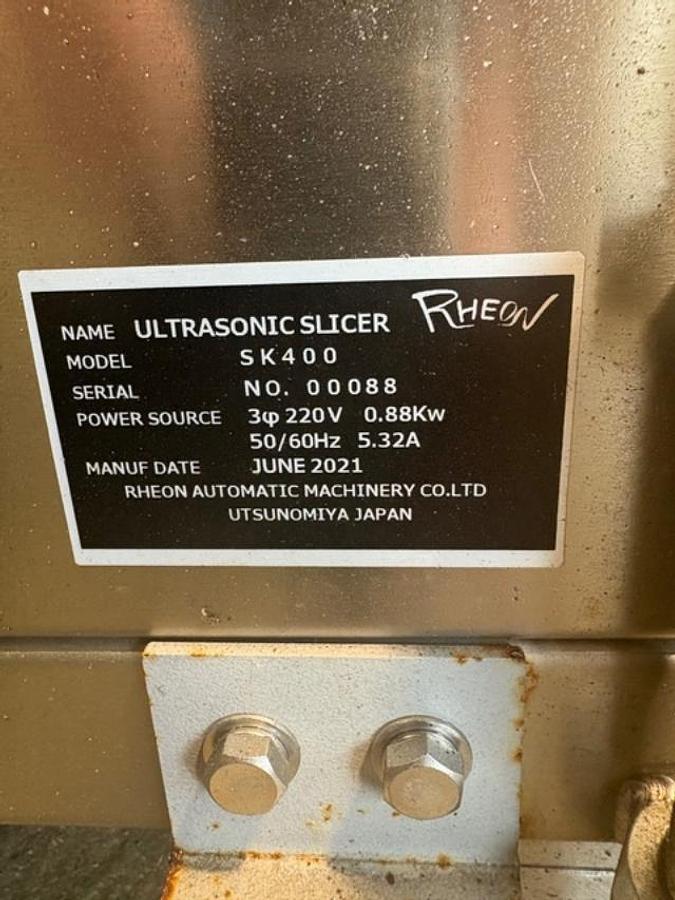 RHEON
NAME ULTRASONIC SLICER
MODEL SK400
SERIAL NO. 00088
POWER SOURCE 3φ 220V 0.88Kw
50/60Hz 5.32A
MANUF DATE JUNE 2021
RHEON AUTOMATIC MACHINERY CO.LTD
UTSUNOMIYA JAPAN